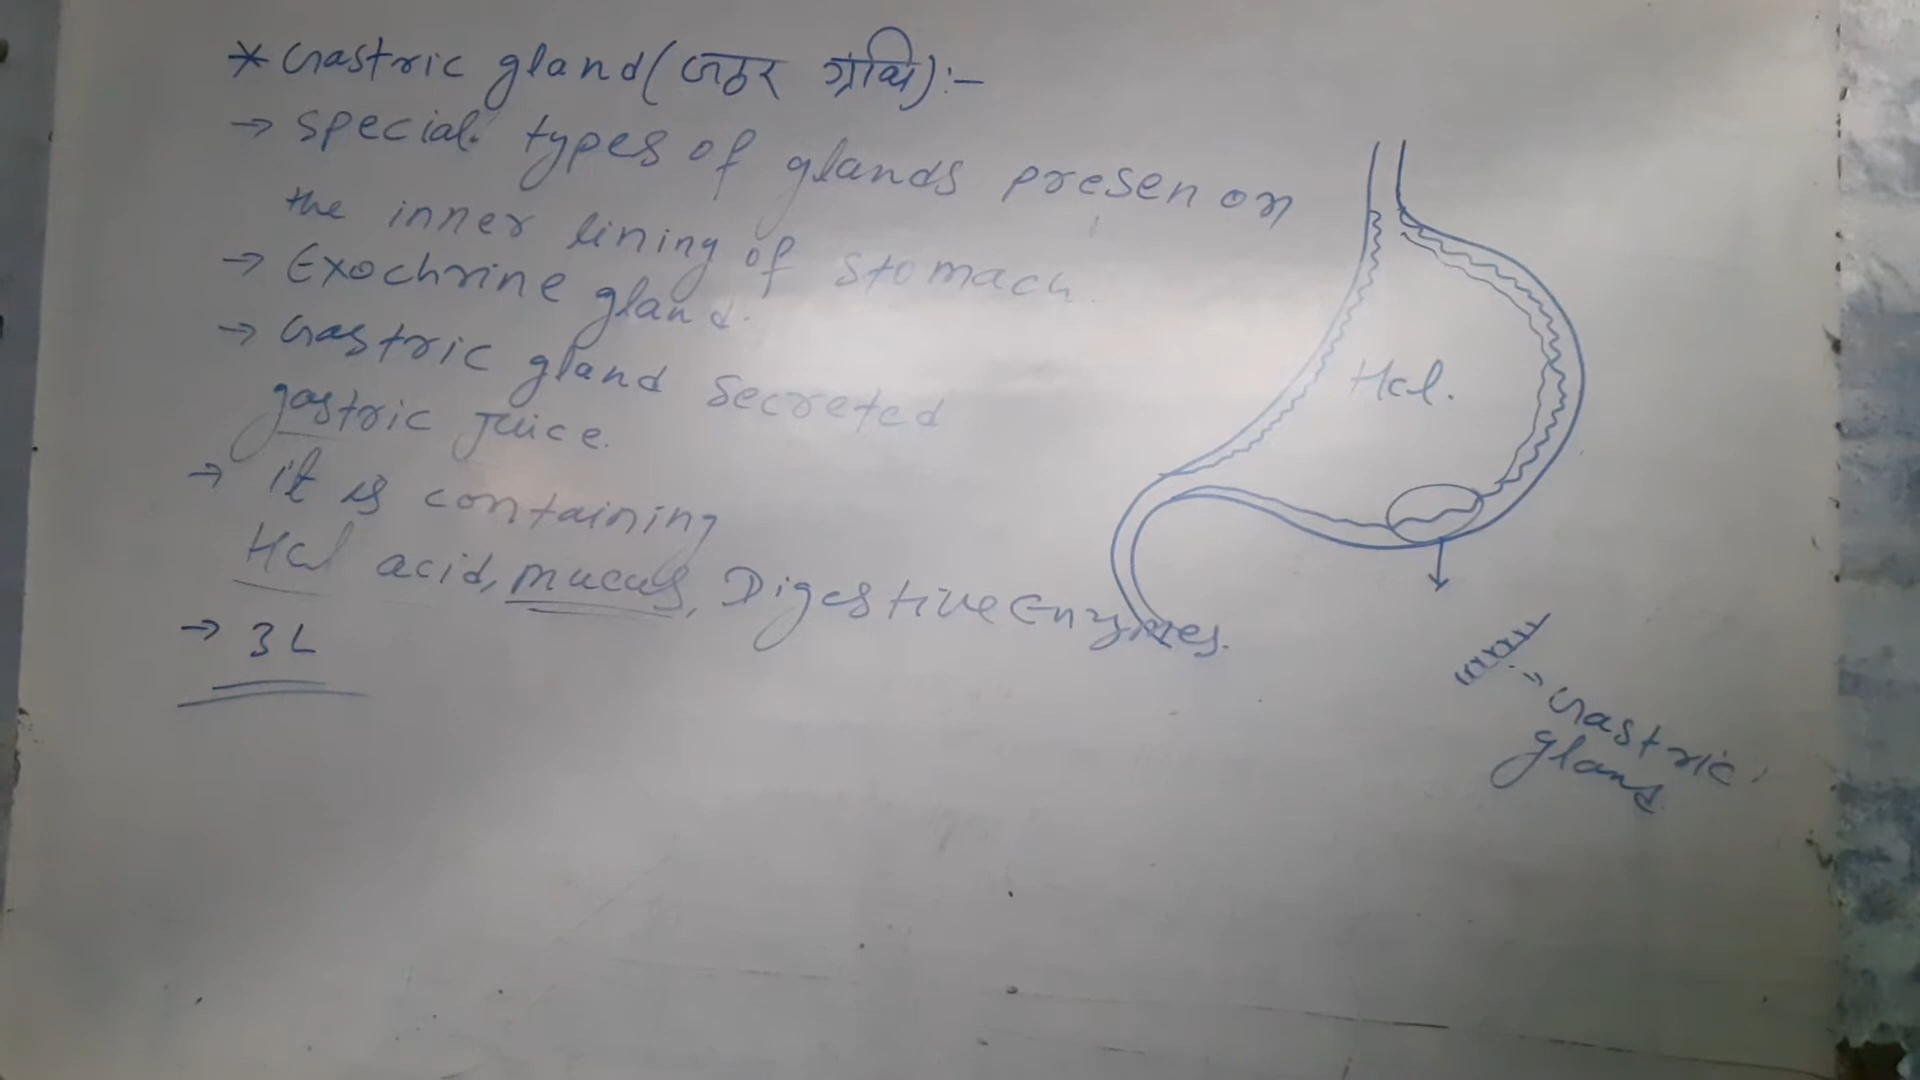 * Gastric gland (जठर ग्रंथि):-
→ special types of glands presen on
the inner lining of stomach.
→ Exochrine gland.
→ Gastric gland secreted
gastric juice.
→ it is containing
Hcl acid, mucus, Digestive Enzymes.
→ 3L
Hcl.
→ Gastric
gland